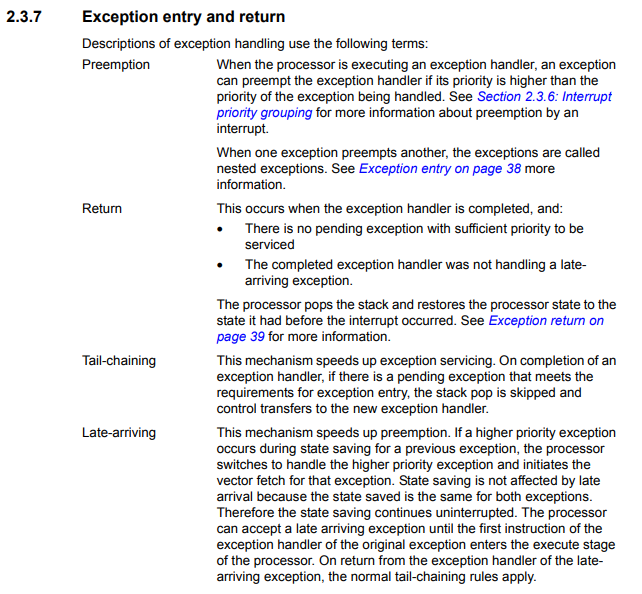 2.3.7 Exception entry and return
Descriptions of exception handling use the following terms:
Preemption When the processor is executing an exception handler, an exception
can preempt the exception handler if its priority is higher than the
priority of the exception being handled. See Section 2.3.6: Interrupt
priority grouping for more information about preemption by an
interrupt.
When one exception preempts another, the exceptions are called
nested exceptions. See Exception entry on page 38 more
information.
Return This occurs when the exception handler is completed, and:
• There is no pending exception with sufficient priority to be
serviced
• The completed exception handler was not handling a late-
arriving exception.
The processor pops the stack and restores the processor state to the
state it had before the interrupt occurred. See Exception return on
page 39 for more information.
Tail-chaining This mechanism speeds up exception servicing. On completion of an
exception handler, if there is a pending exception that meets the
requirements for exception entry, the stack pop is skipped and
control transfers to the new exception handler.
Late-arriving This mechanism speeds up preemption. If a higher priority exception
occurs during state saving for a previous exception, the processor
switches to handle the higher priority exception and initiates the
vector fetch for that exception. State saving is not affected by late
arrival because the state saved is the same for both exceptions.
Therefore the state saving continues uninterrupted. The processor
can accept a late arriving exception until the first instruction of the
exception handler of the original exception enters the execute stage
of the processor. On return from the exception handler of the late-
arriving exception, the normal tail-chaining rules apply.